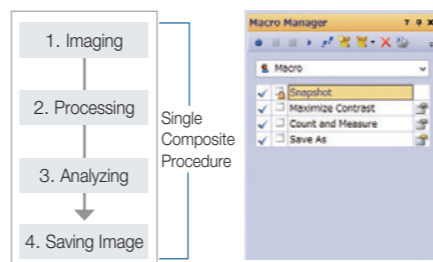 1. Imaging
2. Processing
3. Analyzing
4. Saving Image
Single
Composite
Procedure
Macro Manager
Macro
Snapshot
Maximize Contrast
Count and Measure
Save As